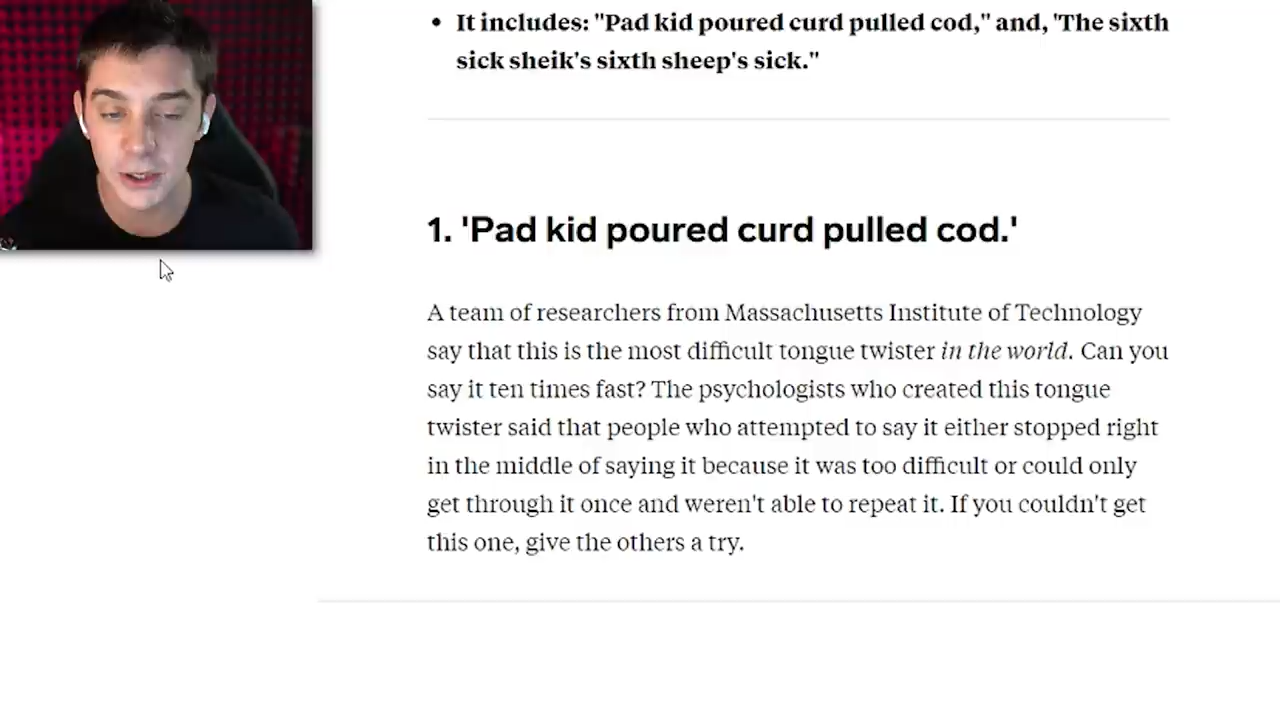 • It includes: "Pad kid poured curd pulled cod," and, 'The sixth
sick sheik's sixth sheep's sick."
1. 'Pad kid poured curd pulled cod.'
A team of researchers from Massachusetts Institute of Technology
say that this is the most difficult tongue twister in the world. Can you
say it ten times fast? The psychologists who created this tongue
twister said that people who attempted to say it either stopped right
in the middle of saying it because it was too difficult or could only
get through it once and weren't able to repeat it. If you couldn't get
this one, give the others a try.